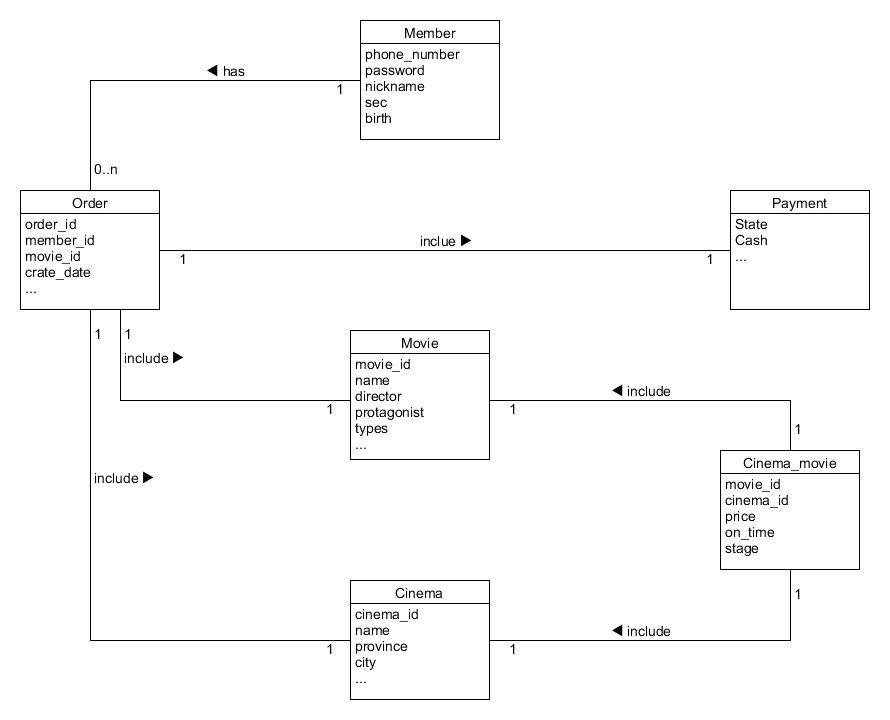 Member
phone_number
password
nickname
sec
birth
◀ has
1
0..n
Order
order_id
member_id
movie_id
crate_date
...
Payment
State
Cash
...
inclue ▶
1
1
1
1
include ▶
1
Movie
movie_id
name
director
protagonist
types
...
◀ include
1
1
Cinema_movie
movie_id
cinema_id
price
on_time
stage
include ▶
1
Cinema
cinema_id
name
province
city
...
1
◀ include
1